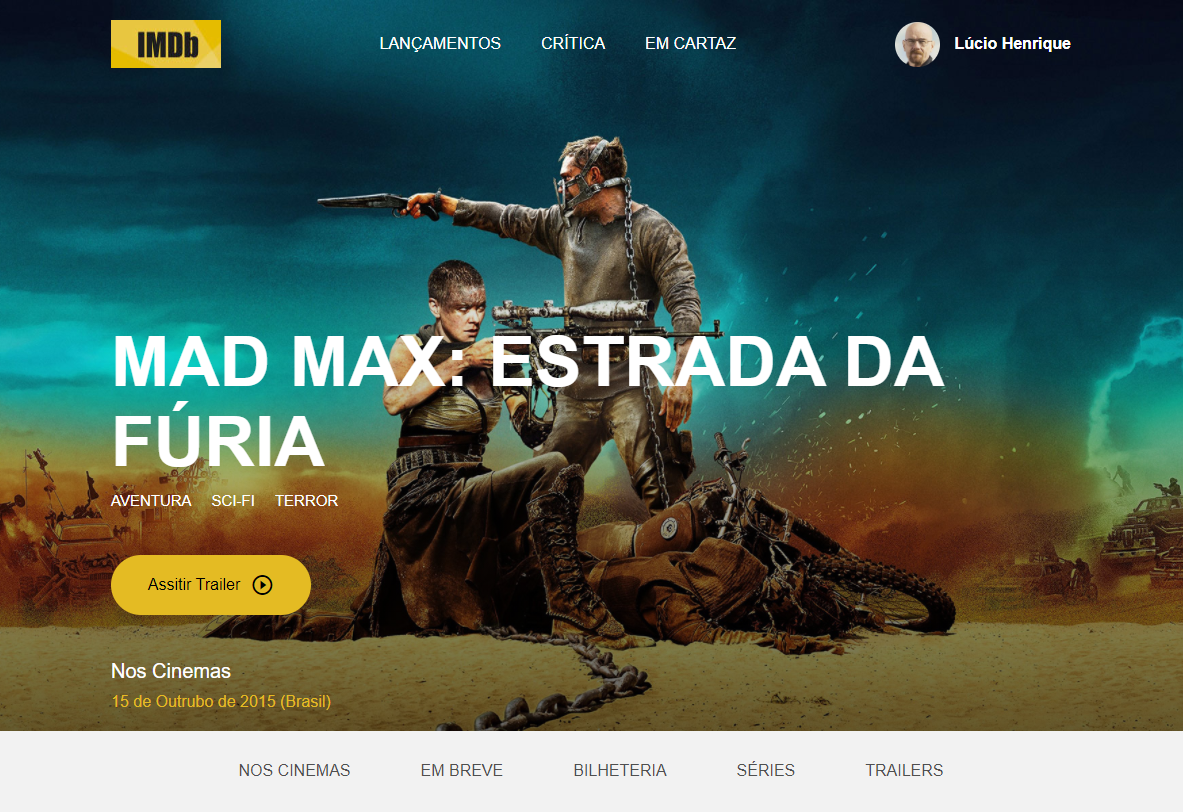 IMDb
LANÇAMENTOS CRÍTICA EM CARTAZ
Lúcio Henrique
MAD MAX: ESTRADA DA
FÚRIA
AVENTURA SCI-FI TERROR
Assitir Trailer
Nos Cinemas
15 de Outrubo de 2015 (Brasil)
NOS CINEMAS EM BREVE BILHETERIA SÉRIES TRAILERS